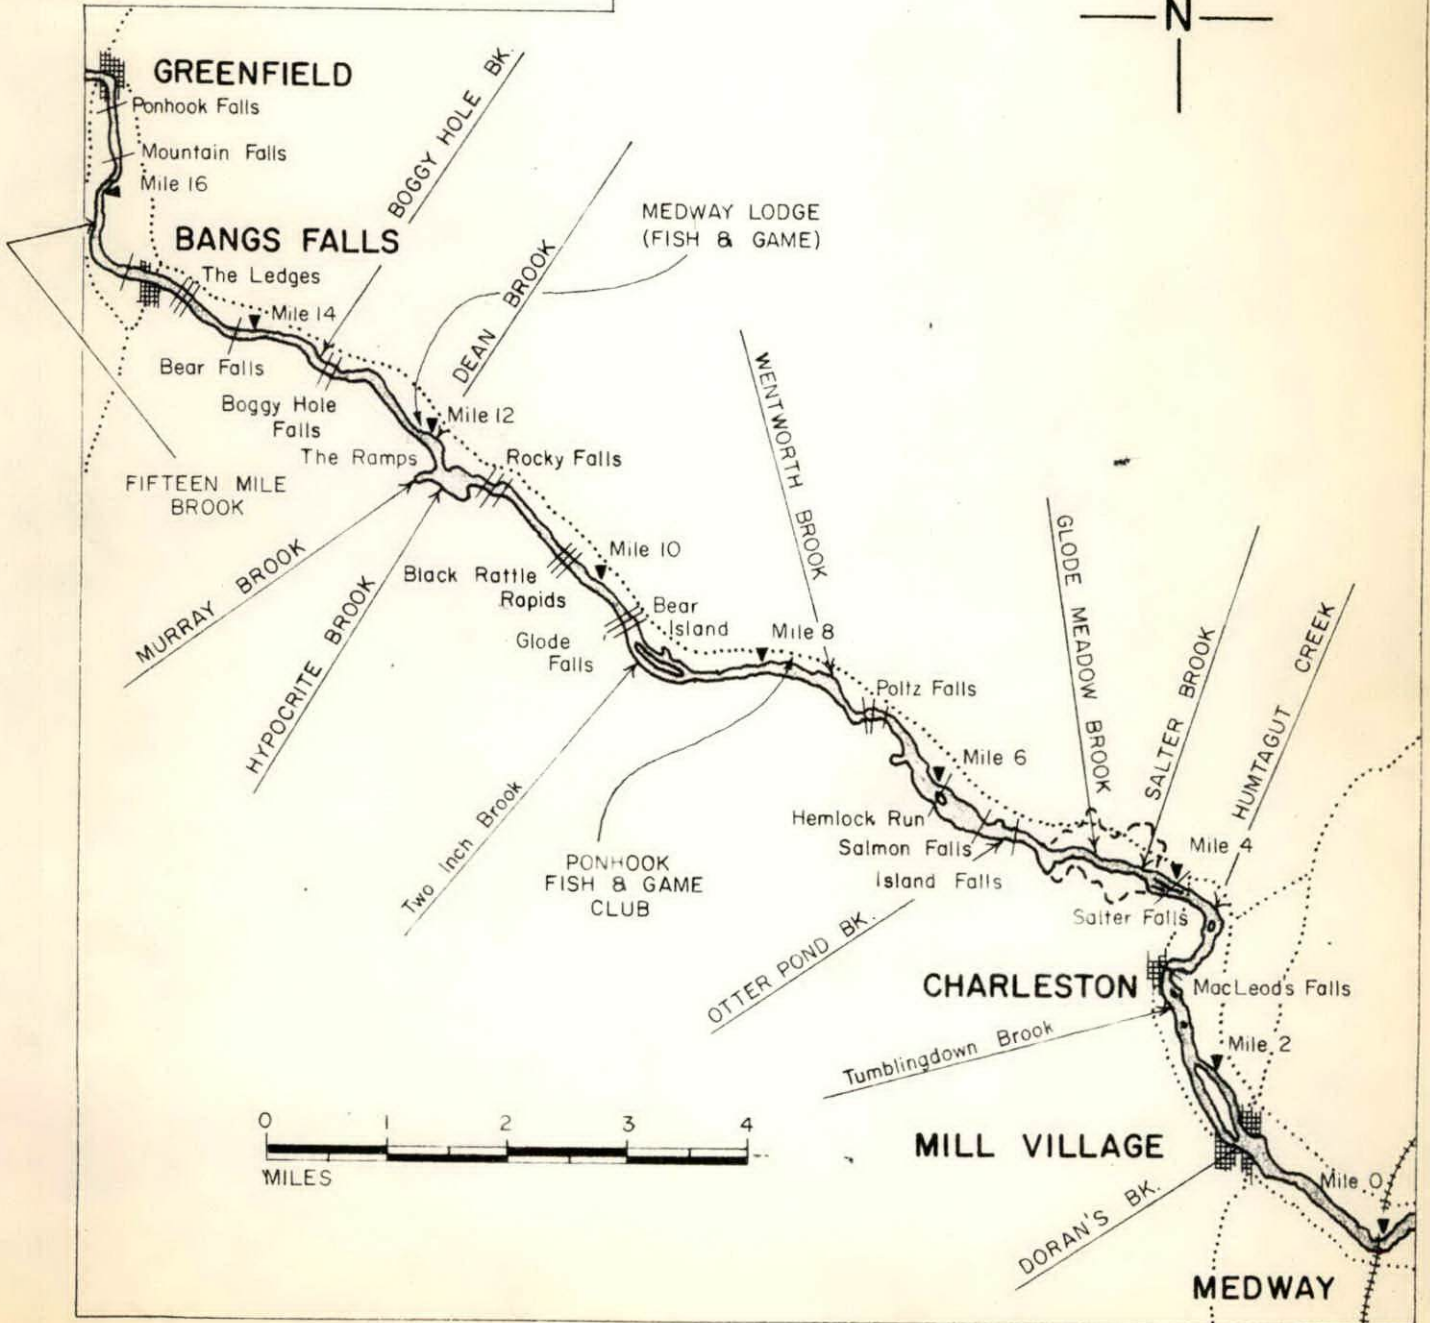 N
GREENFIELD
Ponhook Falls
Mountain Falls
Mile 16
BOGGY HOLE BK.
BANGS FALLS
The Ledges
Mile 14
MEDWAY LODGE
(FISH & GAME)
DEAN BROOK
Bear Falls
Boggy Hole
Falls
Mile 12
The Ramps
Rocky Falls
FIFTEEN MILE
BROOK
WENTWORTH BROOK
MURRAY BROOK
HYPOCRITE BROOK
Black Rattle
Rapids
Mile 10
Bear
Island
Glode
Falls
Mile 8
Poltz Falls
GLODE MEADOW BROOK
SALTER BROOK
HUMTAGUT CREEK
Two Inch Brook
PONHOOK
FISH & GAME
CLUB
Mile 6
Hemlock Run
Salmon Falls
Island Falls
Mile 4
Salter Falls
OTTER POND BK.
CHARLESTON
MacLeod's Falls
Tumblingdown Brook
Mile 2
0 1 2 3 4
MILES
MILL VILLAGE
DORAN'S BK.
Mile 0
MEDWAY